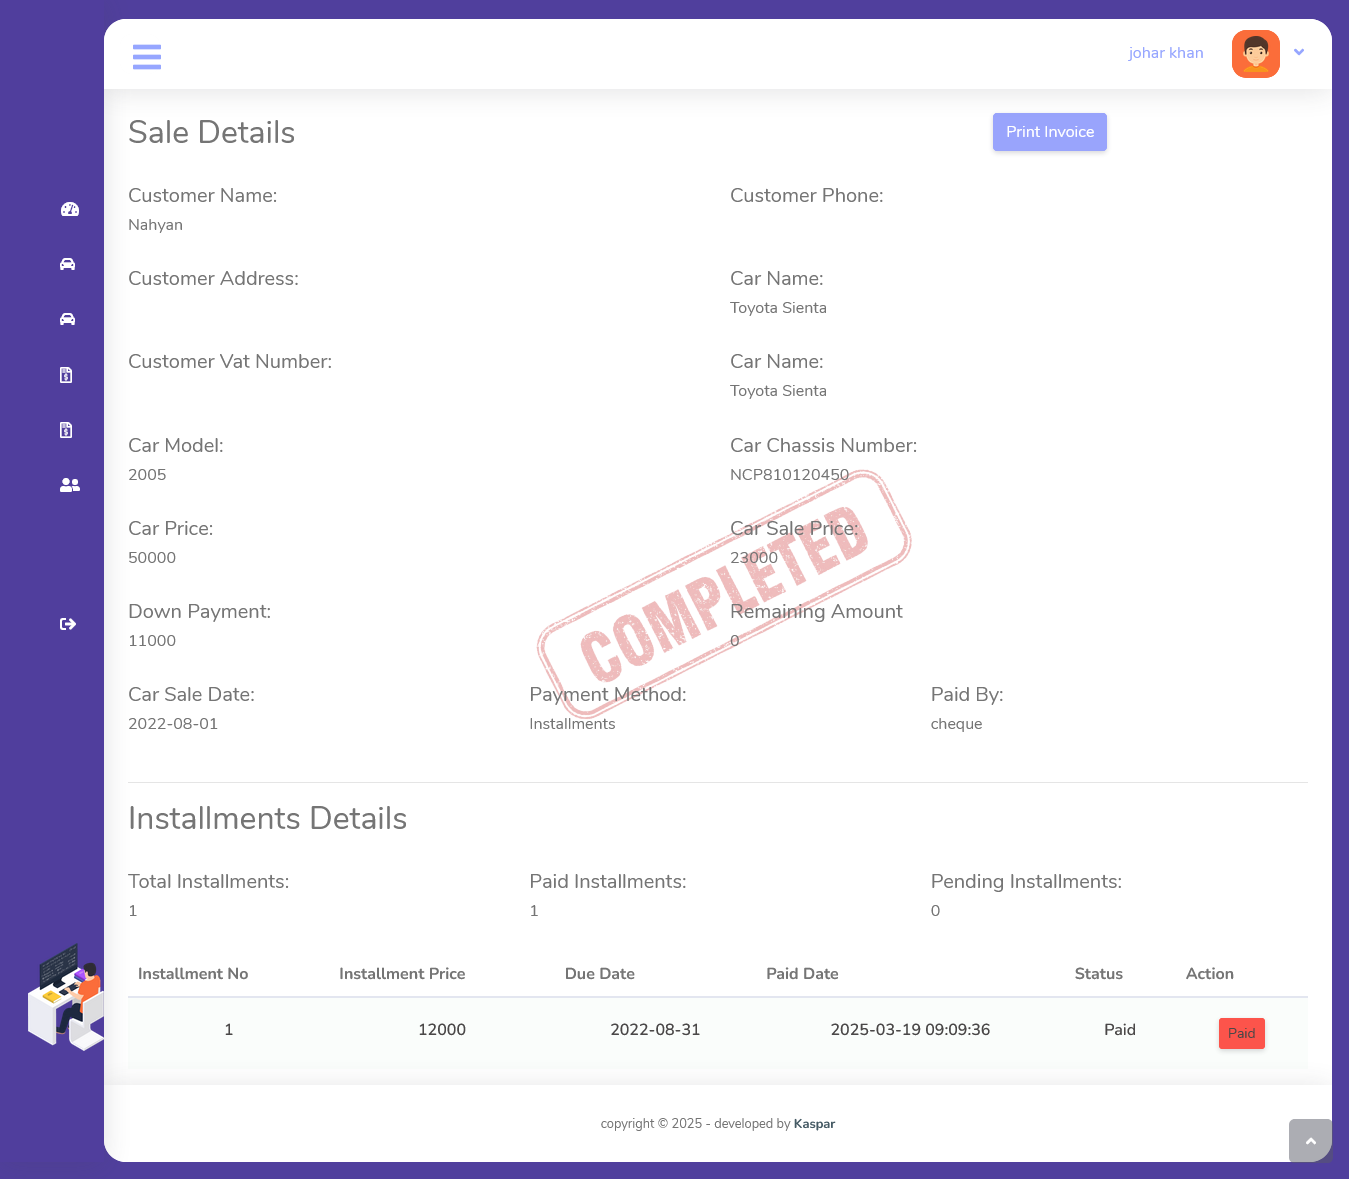 johar khan
Sale Details
Print Invoice
Customer Name:
Customer Phone:
Nahyan
Customer Address:
Car Name:
Toyota Sienta
Customer Vat Number:
Car Name:
Toyota Sienta
Car Model:
Car Chassis Number:
2005
NCP810120450
Car Price:
Car Sale Price:
50000
23000
COMPLETED
Down Payment:
Remaining Amount
11000
0
Car Sale Date:
Payment Method:
Paid By:
2022-08-01
Installments
cheque
Installments Details
Total Installments:
Paid Installments:
Pending Installments:
1
1
0
Installment No Installment Price Due Date Paid Date Status Action
1 12000 2022-08-31 2025-03-19 09:09:36 Paid Paid
copyright © 2025 - developed by Kaspar